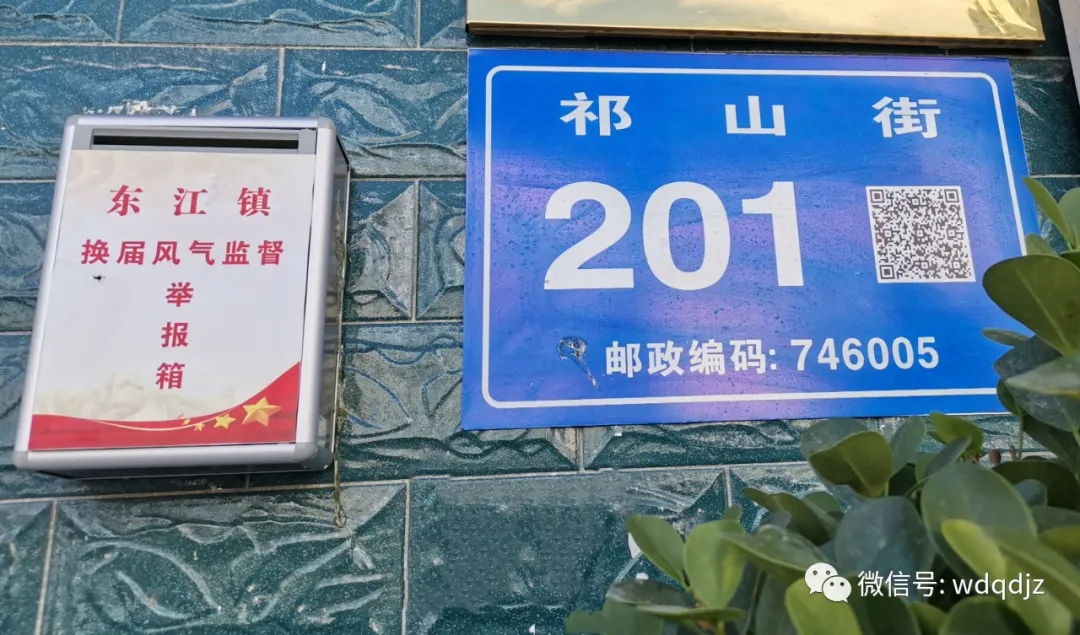 东江镇
换届风气监督
举
报
箱
祁山街
201
邮政编码: 746005
微信号: wdqdjz